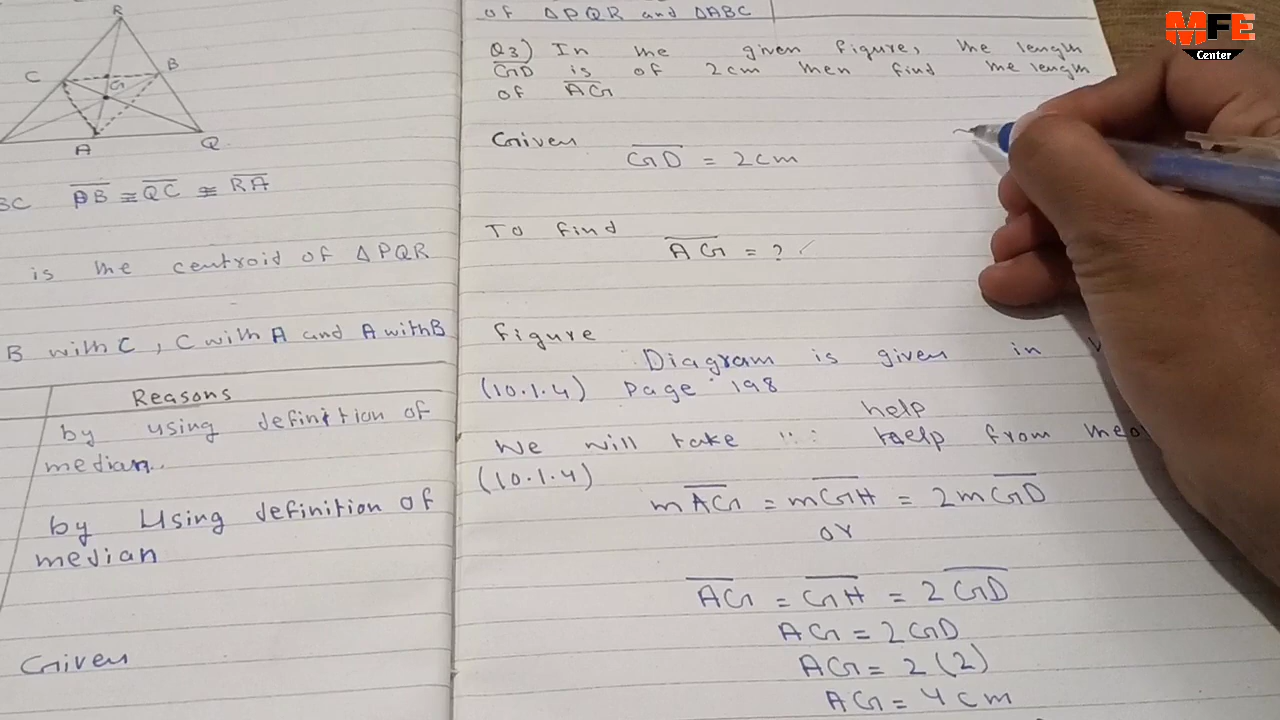 R
C
B
G
A
Q
BC PB ≅ QC ≅ RA
is the centroid of ΔPQR
B with C, C with A and A with B
Reasons
by using definition of
median.
by Using definition of
median
Given
of ΔPQR and ΔABC
Q3) In the given figure, the length
GD is of 2cm then find the length
of AG
Given
GD = 2cm
To find
AG = ?
figure
Diagram is given in
(10.1.4) page 198
help
We will take help from
(10.1.4)
mAG = mGH = 2mGD
or
AG = GH = 2GD
AG = 2GD
AG = 2(2)
AG = 4cm
MFE
Center